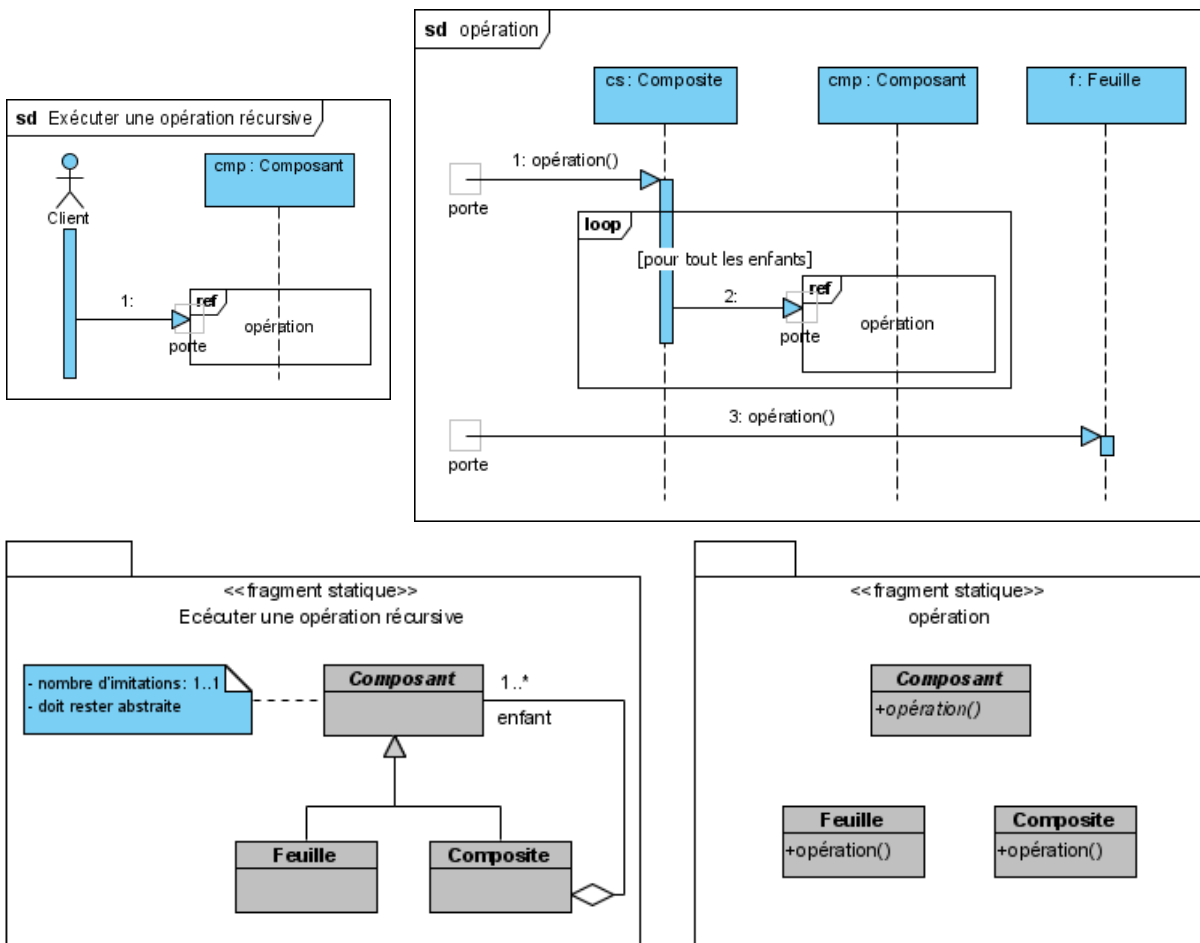 sd Exécuter une opération récursive
Client
cmp : Composant
1:
ref
opération
porte
sd opération
cs : Composite
cmp : Composant
f : Feuille
1: opération()
porte
loop
[pour tout les enfants]
2:
ref
opération
porte
3: opération()
porte
<<fragment statique>>
Ecécuter une opération récursive
- nombre d'imitations: 1..1
- doit rester abstraite
Composant
1..*
enfant
Feuille
Composite
<<fragment statique>>
opération
Composant
+opération()
Feuille
+opération()
Composite
+opération()